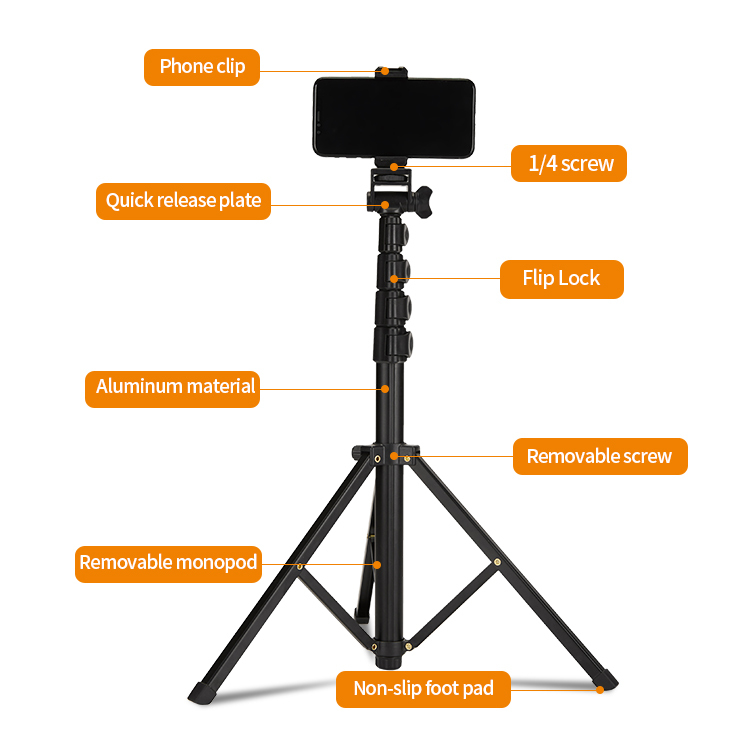 Phone clip
1/4 screw
Quick release plate
Flip Lock
Aluminum material
Removable screw
Removable monopod
Non-slip foot pad